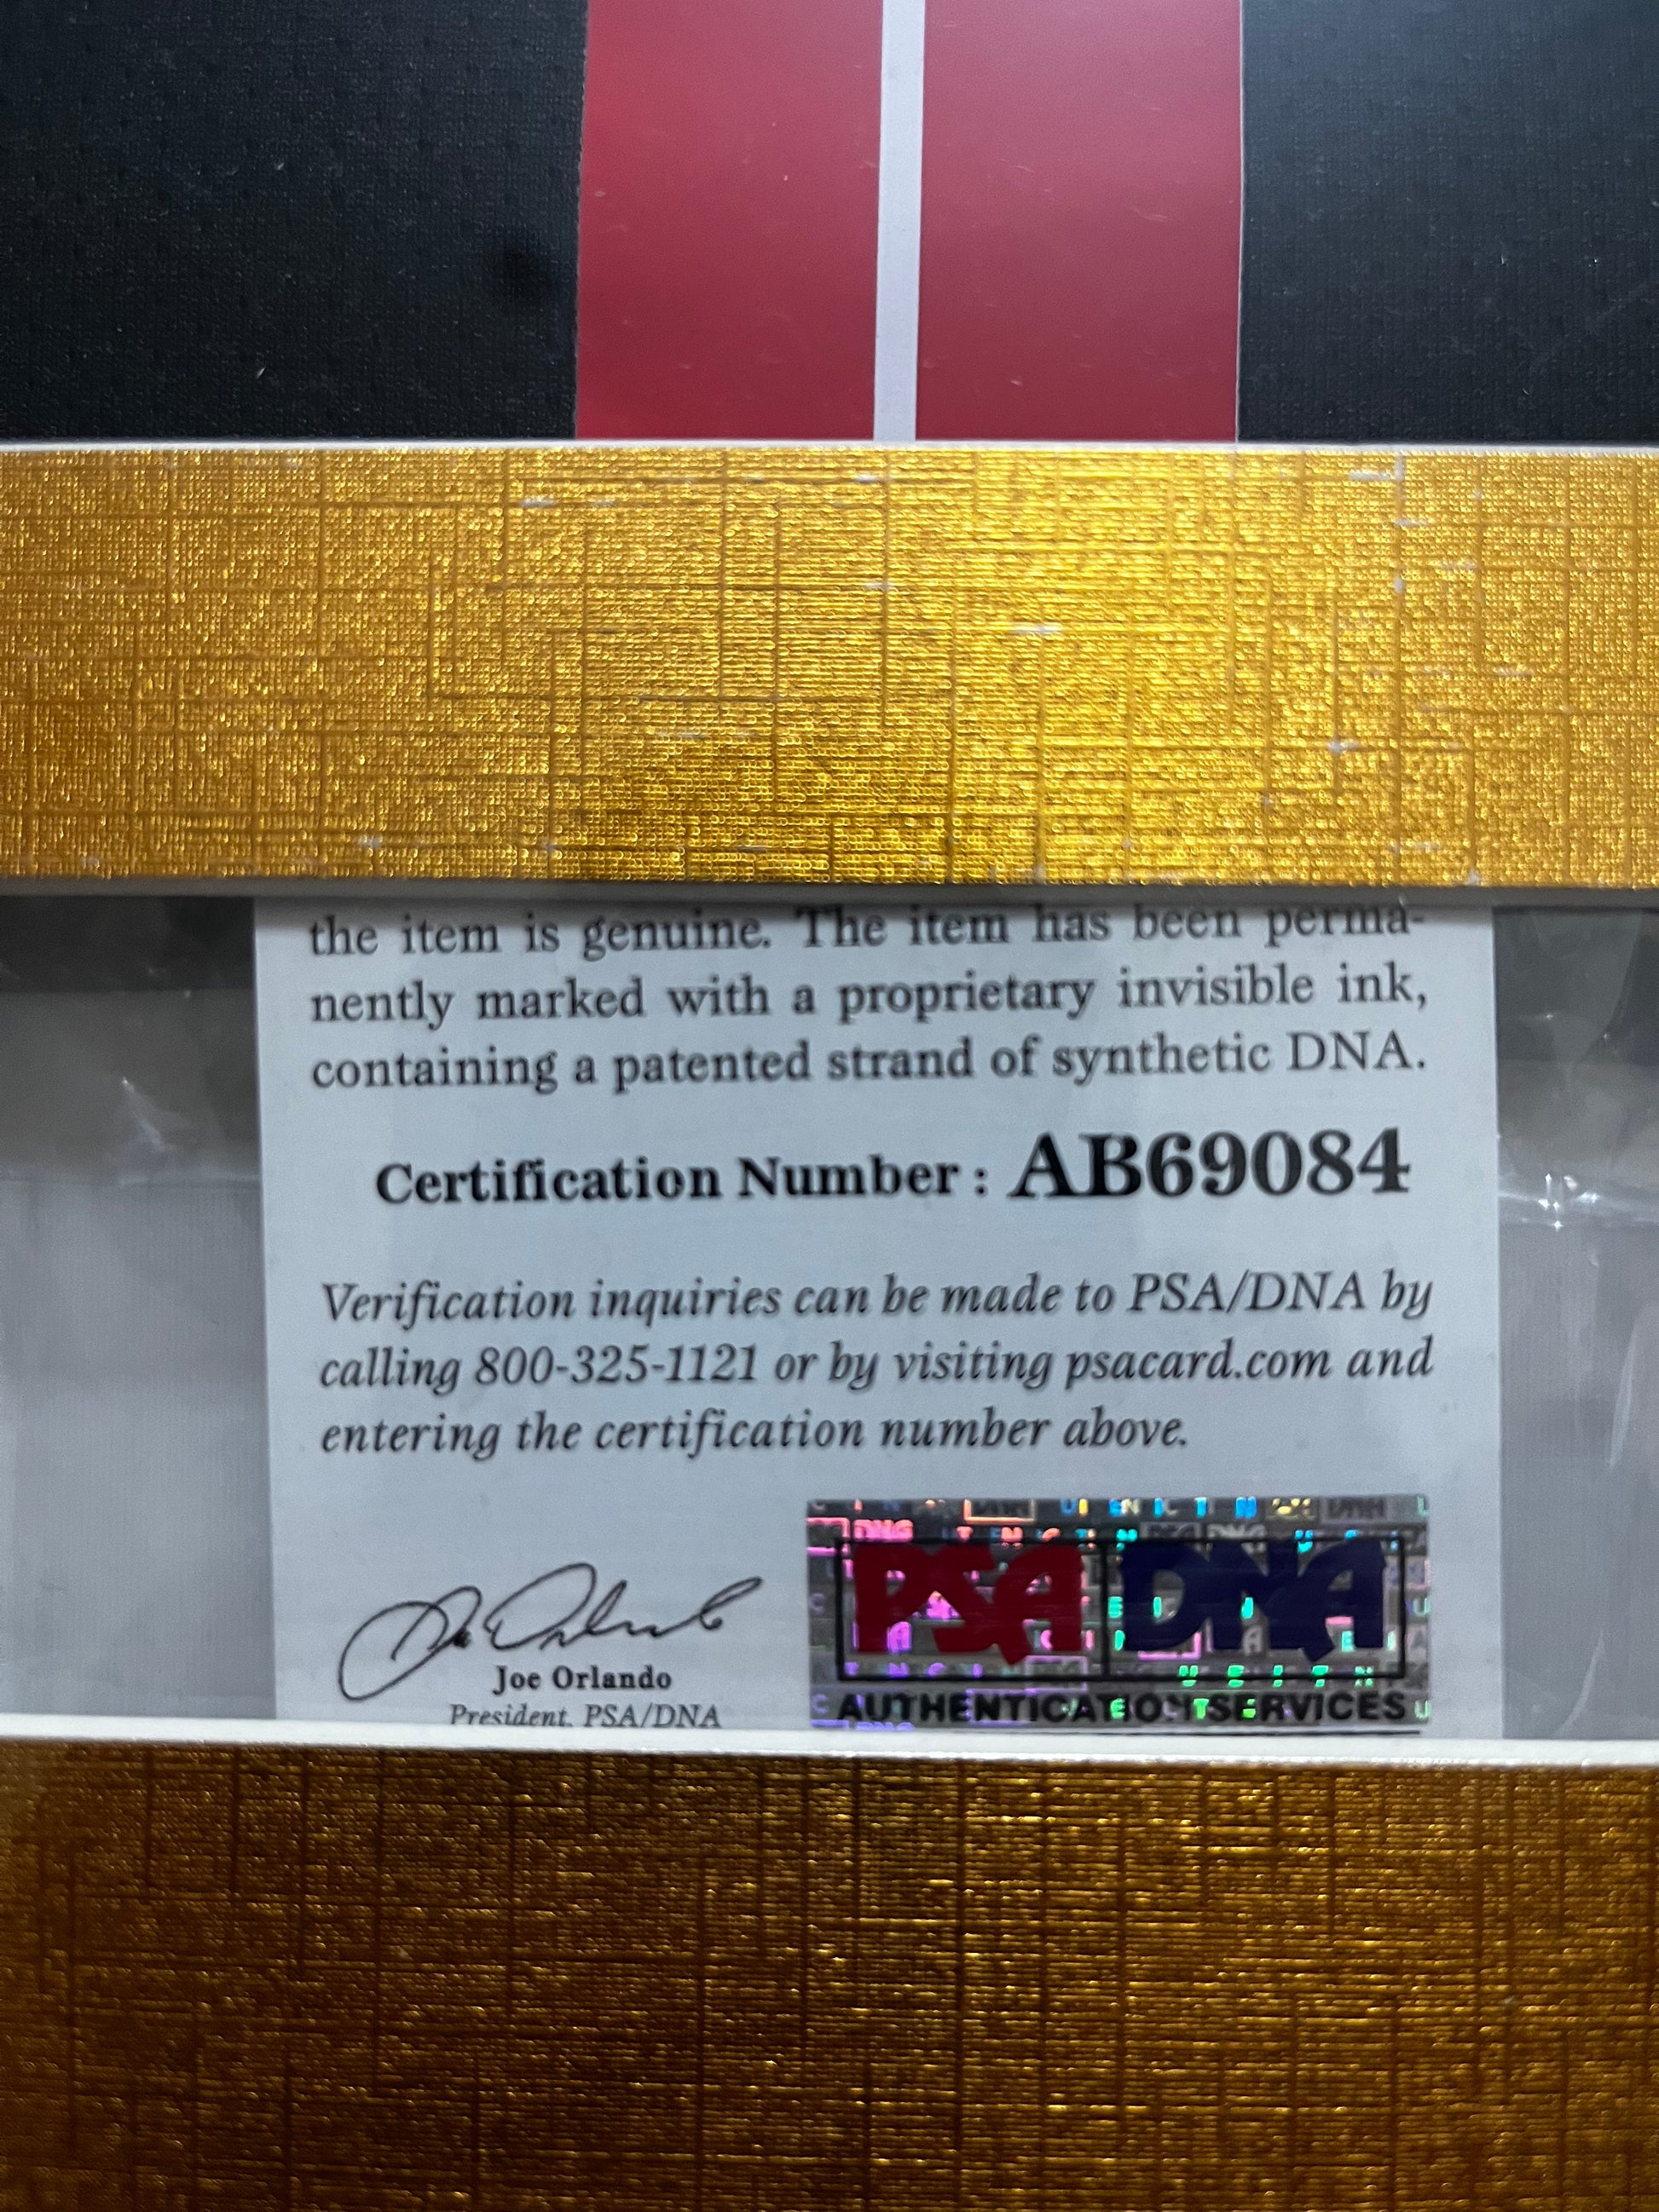 the item is genuine. The item has been perma-
nently marked with a proprietary invisible ink,
containing a patented strand of synthetic DNA.
Certification Number: AB69084
Verification inquiries can be made to PSA/DNA by
calling 800-325-1121 or by visiting psacard.com and
entering the certification number above.
PSA DNA
Joe Orlando
President, PSA/DNA
AUTHENTICATION SERVICES